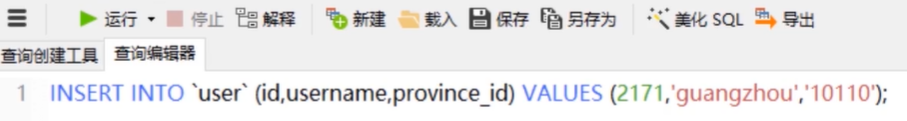 运行 停止 解释 新建 载入 保存 另存为 美化 SQL 导出
查询创建工具 查询编辑器
1 INSERT INTO `user` (id,username,province_id) VALUES (2171,'guangzhou','10110');